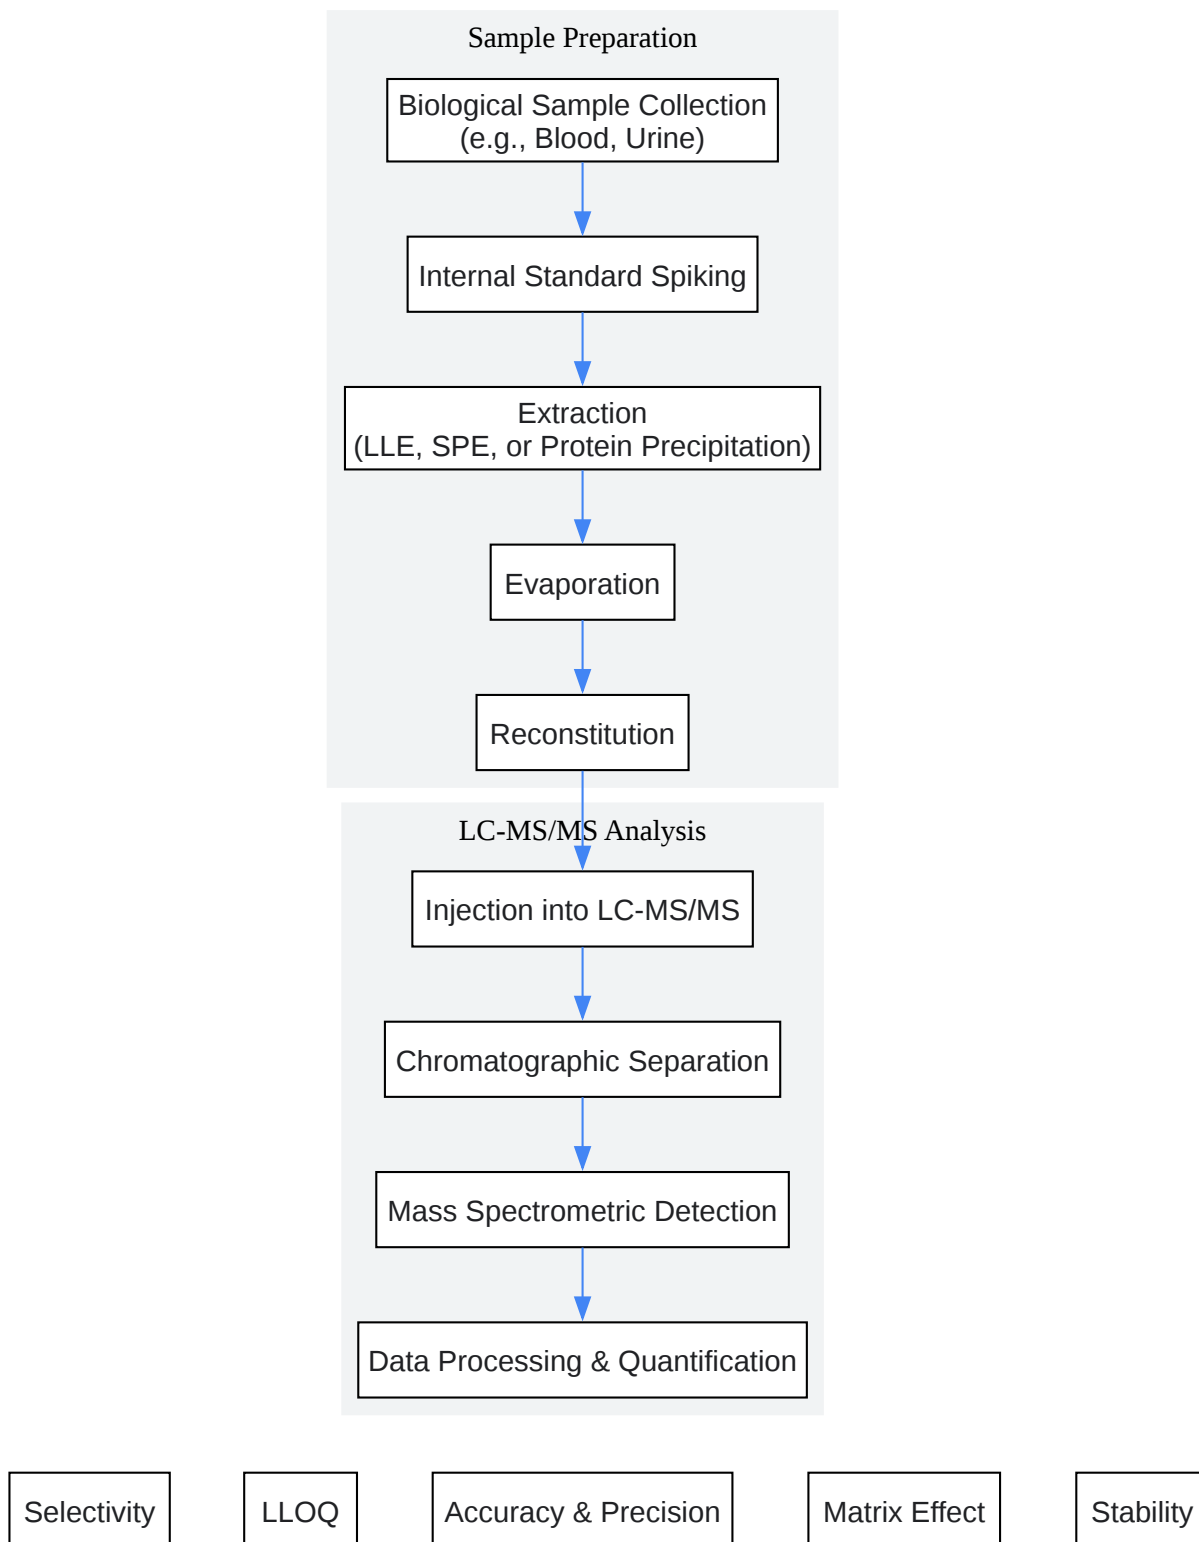 Sample Preparation
Biological Sample Collection
(e.g., Blood, Urine)
Internal Standard Spiking
Extraction
(LLE, SPE, or Protein Precipitation)
Evaporation
Reconstitution
LC-MS/MS Analysis
Injection into LC-MS/MS
Chromatographic Separation
Mass Spectrometric Detection
Data Processing & Quantification
Selectivity
LLOQ
Accuracy & Precision
Matrix Effect
Stability